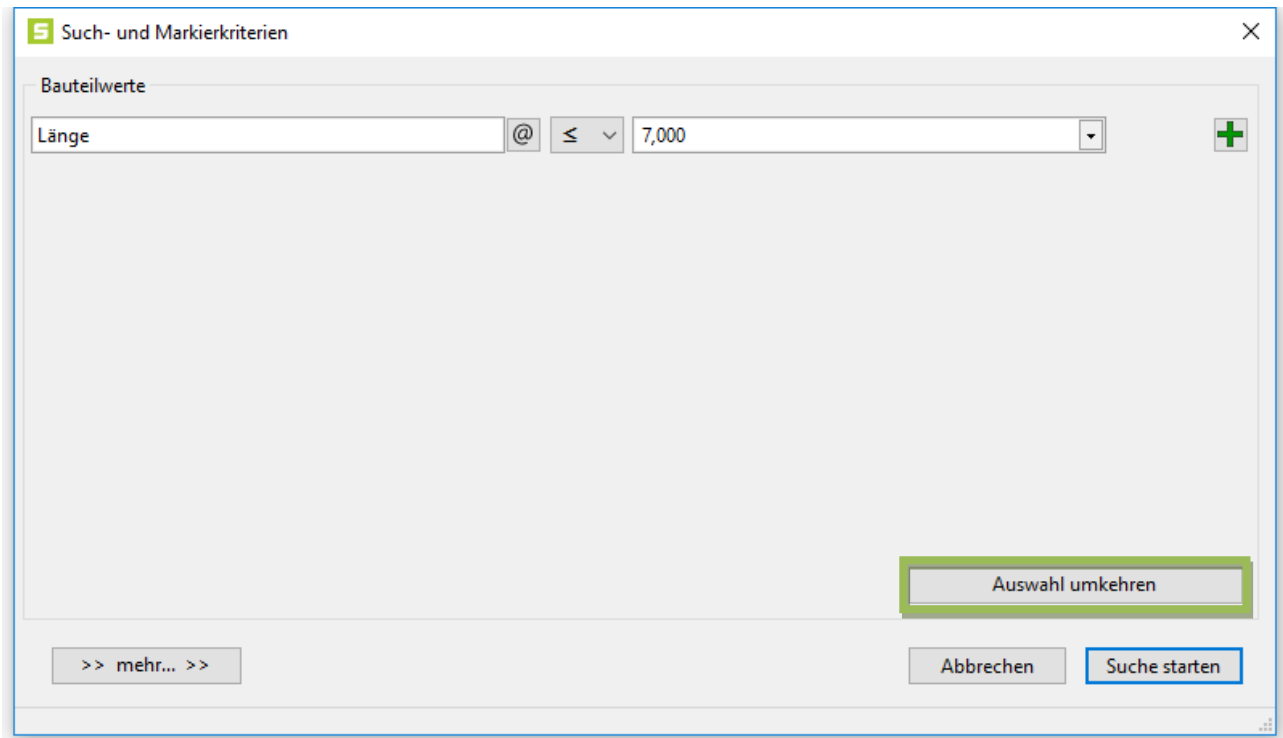 S Such- und Markierkriterien
Bauteilwerte
Länge @ ≤ 7,000
Auswahl umkehren
>> mehr... >> Abbrechen Suche starten